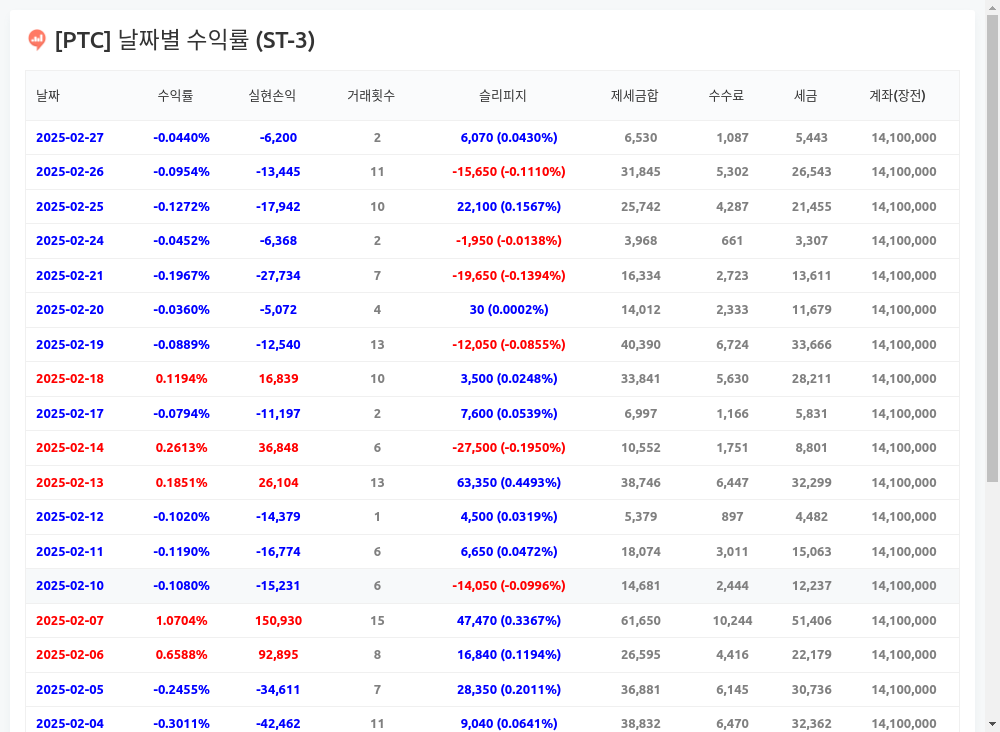 [PTC] 날짜별 수익률 (ST-3)
날짜 수익률 실현손익 거래횟수 슬리피지 제세금합 수수료 세금 계좌(장전)
2025-02-27 -0.0440% -6,200 2 6,070 (0.0430%) 6,530 1,087 5,443 14,100,000
2025-02-26 -0.0954% -13,445 11 -15,650 (-0.1110%) 31,845 5,302 26,543 14,100,000
2025-02-25 -0.1272% -17,942 10 22,100 (0.1567%) 25,742 4,287 21,455 14,100,000
2025-02-24 -0.0452% -6,368 2 -1,950 (-0.0138%) 3,968 661 3,307 14,100,000
2025-02-21 -0.1967% -27,734 7 -19,650 (-0.1394%) 16,334 2,723 13,611 14,100,000
2025-02-20 -0.0360% -5,072 4 30 (0.0002%) 14,012 2,333 11,679 14,100,000
2025-02-19 -0.0889% -12,540 13 -12,050 (-0.0855%) 40,390 6,724 33,666 14,100,000
2025-02-18 0.1194% 16,839 10 3,500 (0.0248%) 33,841 5,630 28,211 14,100,000
2025-02-17 -0.0794% -11,197 2 7,600 (0.0539%) 6,997 1,166 5,831 14,100,000
2025-02-14 0.2613% 36,848 6 -27,500 (-0.1950%) 10,552 1,751 8,801 14,100,000
2025-02-13 0.1851% 26,104 13 63,350 (0.4493%) 38,746 6,447 32,299 14,100,000
2025-02-12 -0.1020% -14,379 1 4,500 (0.0319%) 5,379 897 4,482 14,100,000
2025-02-11 -0.1190% -16,774 6 6,650 (0.0472%) 18,074 3,011 15,063 14,100,000
2025-02-10 -0.1080% -15,231 6 -14,050 (-0.0996%) 14,681 2,444 12,237 14,100,000
2025-02-07 1.0704% 150,930 15 47,470 (0.3367%) 61,650 10,244 51,406 14,100,000
2025-02-06 0.6588% 92,895 8 16,840 (0.1194%) 26,595 4,416 22,179 14,100,000
2025-02-05 -0.2455% -34,611 7 28,350 (0.2011%) 36,881 6,145 30,736 14,100,000
2025-02-04 -0.3011% -42,462 11 9,040 (0.0641%) 38,832 6,470 32,362 14,100,000